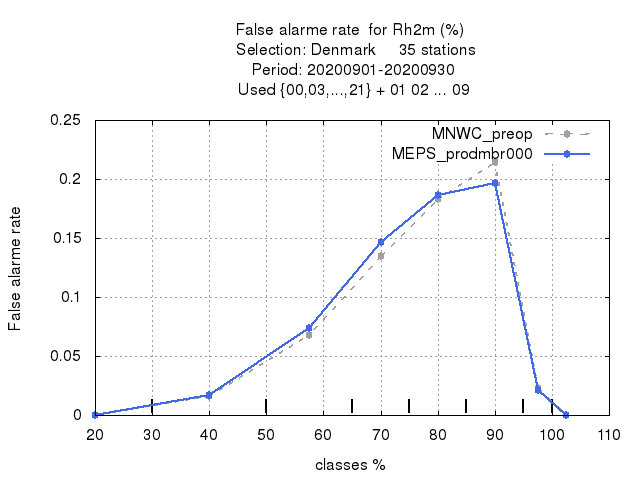 False alarme rate  for Rh2m (%)
Selection: Denmark     35 stations
Period: 20200901-20200930
Used {00,03,...,21} + 01 02 ... 09
MNWC_preop
MEPS_prodmbr000
False alarme rate
0.25
0.2
0.15
0.1
0.05
0
20 30 40 50 60 70 80 90 100 110
classes %